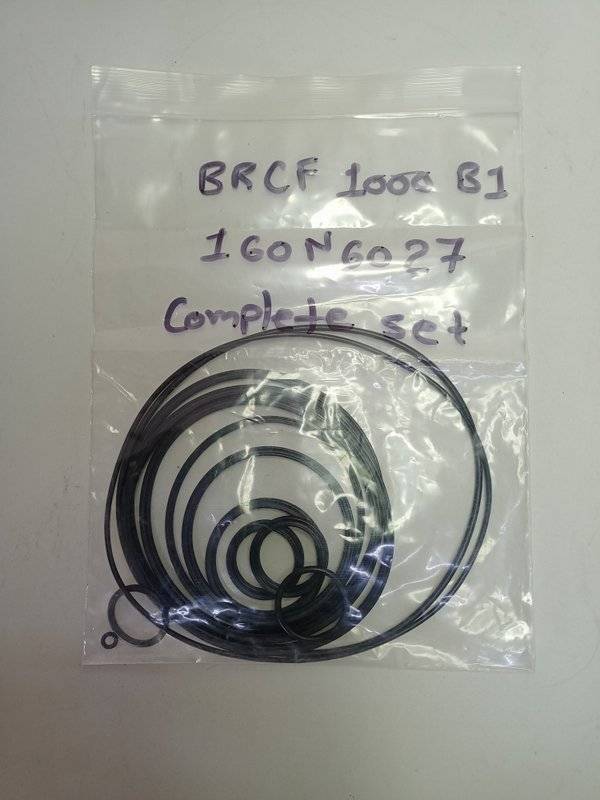 BRCF 1000 B1
160N6027
Complete set